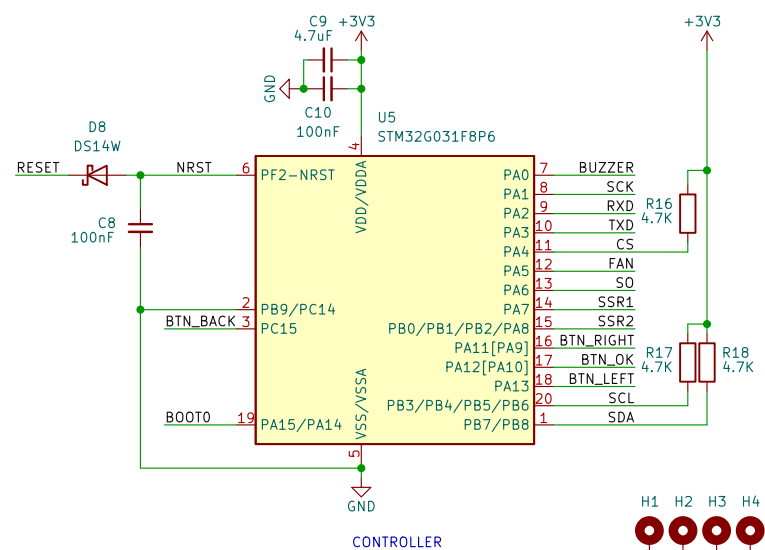 C9 +3V3 +3V3
4.7uF
GND
C10
100nF
U5
STM32G031F8P6
D8
DS14W
RESET NRST 6 PF2-NRST
C8
100nF
4 VDD/VDDA
2 PB9/PC14
BTN_BACK 3 PC15
BOOT0 19 PA15/PA14
5 VSS/VSSA
GND
PA0 7 BUZZER
PA1 8 SCK
PA2 9 RXD
PA3 10 TXD
PA4 11 CS
PA5 12 FAN
PA6 13 SO
PA7 14 SSR1
PB0/PB1/PB2/PA8 15 SSR2
PA11[PA9] 16 BTN_RIGHT
PA12[PA10] 17 BTN_OK
PA13 18 BTN_LEFT
PB3/PB4/PB5/PB6 20 SCL
PB7/PB8 1 SDA
R16
4.7K
R17 R18
4.7K 4.7K
H1 H2 H3 H4
CONTROLLER